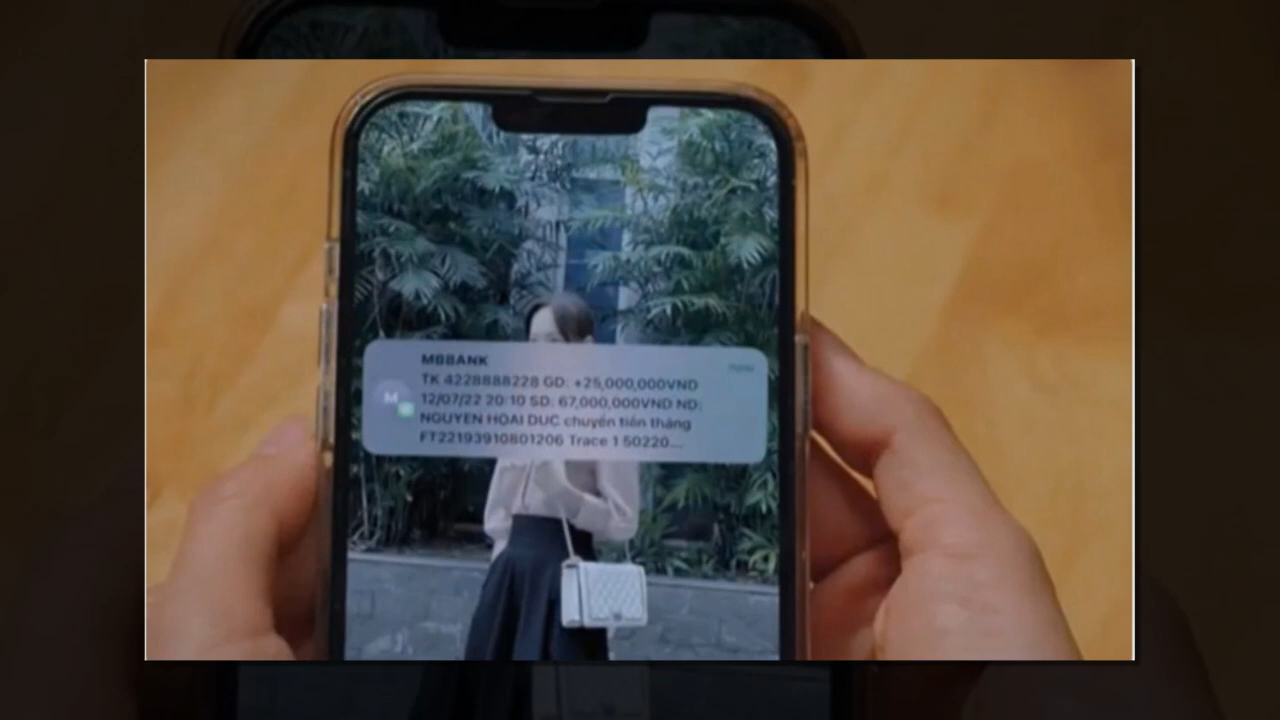 MBBANK
now
TK 4228888228 GD: +25,000,000VND
12/07/22 20:10 SD: 67,000,000VND ND:
NGUYEN HOAI DUC chuyển tiền tháng
FT22193910801206 Trace 1 50220....
M